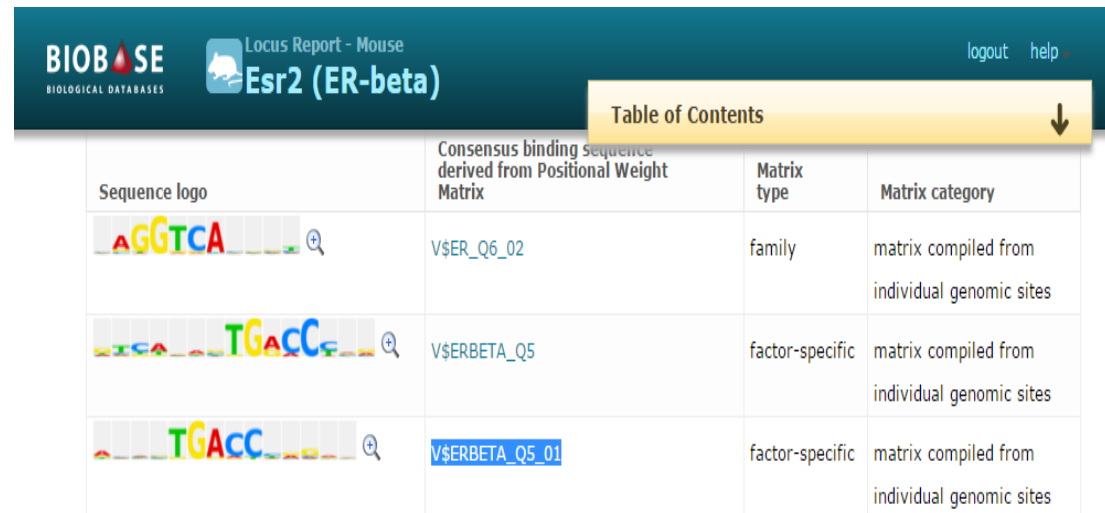 BIOBASE
BIOLOGICAL DATABASES
Locus Report - Mouse
Esr2 (ER-beta)
logout help
Table of Contents
Sequence logo
Consensus binding sequence
derived from Positional Weight
Matrix
Matrix
type
Matrix category
AGGTCA
V$ER_Q6_02
family
matrix compiled from
individual genomic sites
TCA TGACC
V$ERBETA_Q5
factor-specific
matrix compiled from
individual genomic sites
TGACC
V$ERBETA_Q5_01
factor-specific
matrix compiled from
individual genomic sites